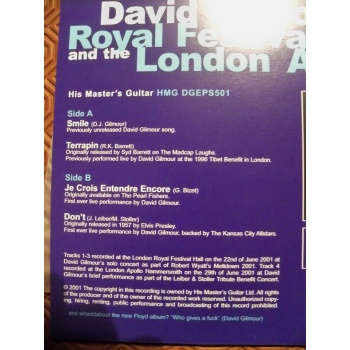 David
Royal
and the London A
His Master's Guitar HMG DGEPS501
Side A
Smile (D.J. Gilmour)
Previously unreleased David Gilmour song.
Terrapin (R.K. Barrett)
Originally released by Syd Barrett on The Madcap Laughs.
Previously performed live by David Gilmour at the 1996 Tibet Benefit in London.
Side B
Je Crois Entendre Encore (G. Bizet)
Originally available on The Pearl Fishers.
First ever live performance by David Gilmour.
Don't (J. Leiber/M. Stoller)
Originally released in 1957 by Elvis Presley.
First ever live performance by David Gilmour, backed by The Kansas City Allstars.
Tracks 1-3 recorded at the London Royal Festival Hall on the 22nd of June 2001 at
David Gilmour's solo concert as part of Robert Wyatt's Meltdown 2001. Track 4
recorded at the London Apollo Hammersmith on the 29th of June 2001 at David
Gilmour's brief performance as part of the Leiber & Stoller Tribute Benefit Concert.
© 2001 The copyright in this recording is owned by His Master's Guitar Ltd. All rights
of the producer and of the owner of the recorded work reserved. Unauthorized copy-
ing, hiring, renting, public performance and broadcasting of this record prohibited.
...and whaddabout the new Floyd album? "Who gives a fuck" (David Gilmour)